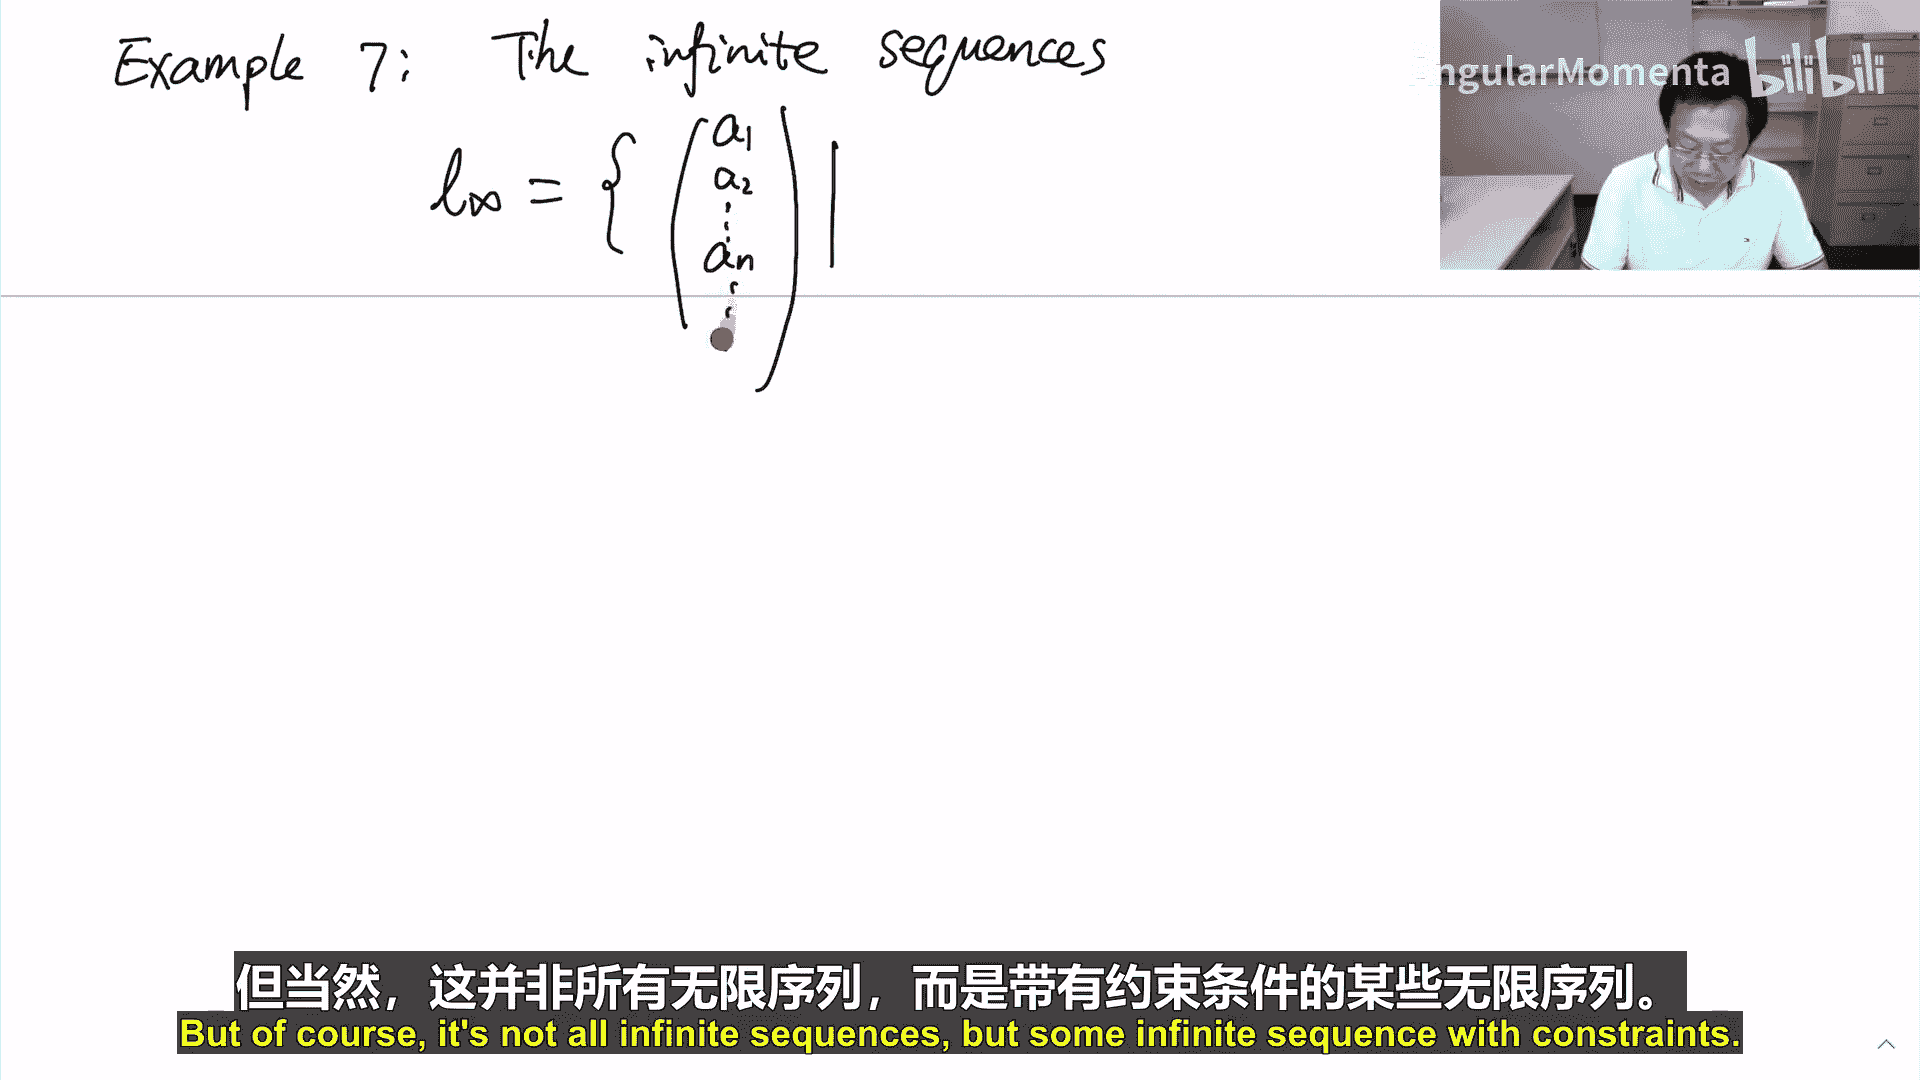 Example 7: The infinite sequences
ngularMomenta bilibili
l∞ = { ( a1
a2
⋮
an
⋮ ) |
但当然，这并非所有无限序列，而是带有约束条件的某些无限序列。
But of course, it's not all infinite sequences, but some infinite sequence with constraints.